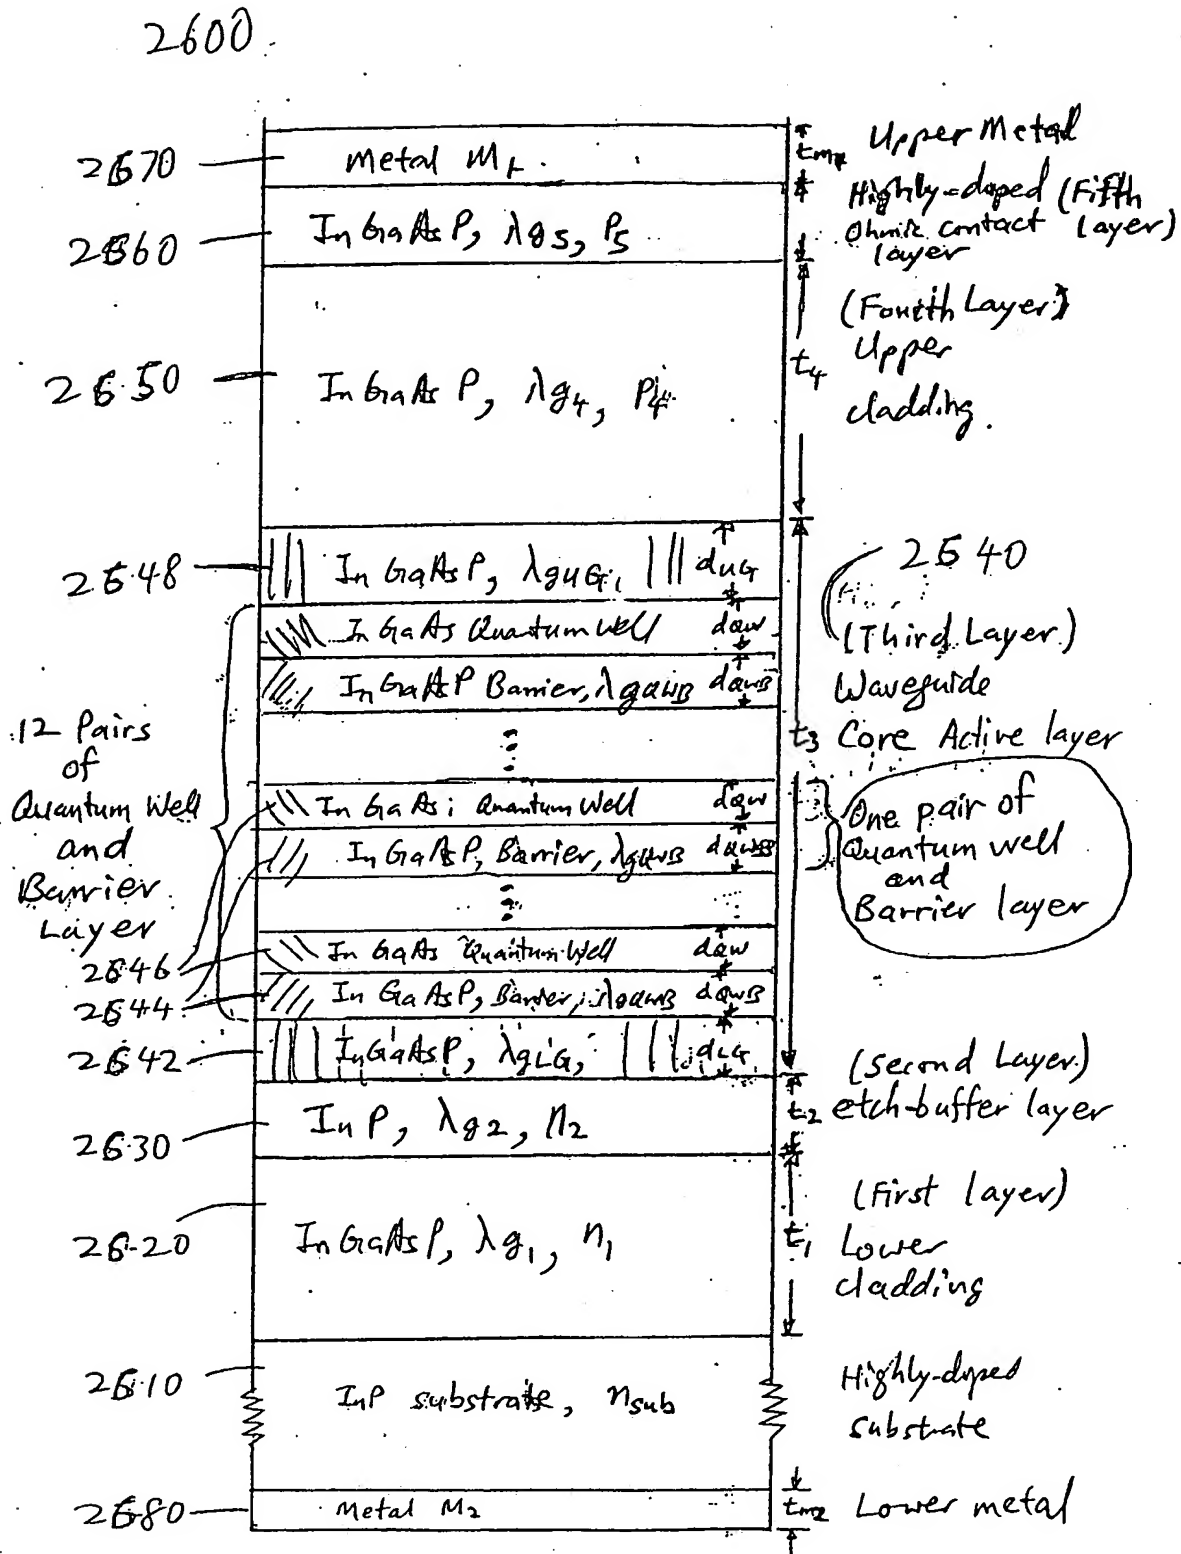 2600
2670
Metal M₁
tm₁
Upper Metal
2660
InGaAsP, λg5, P5
Highly-doped (Fifth
Ohmic contact layer)
layer
2650
InGaAsP, λg4, P4
t4
(Fourth Layer)
Upper
cladding.
2648
InGaAsP, λgUG,
dUG
2640
InGaAs Quantum Well
dQW
(Third Layer)
InGaAsP Barrier, λgQWB
dQWB
Waveguide
t3
Core Active layer
12 Pairs
of
Quantum Well
and
Barrier
Layer
InGaAs Quantum Well
dQW
InGaAsP, Barrier, λgQWB
dQWB
One pair of
Quantum well
and
Barrier layer
InGaAs Quantum Well
dQW
2646
InGaAsP, Barrier, λgQWB
dQWB
2644
2642
InGaAsP, λgLG,
dLG
(Second Layer)
2630
InP, λg2, n2
t2
etch-buffer layer
2620
InGaAsP, λg1, n1
t1
(First layer)
Lower
cladding
2610
InP substrate, nsub
Highly-doped
substrate
2680
Metal M2
tm2
Lower metal